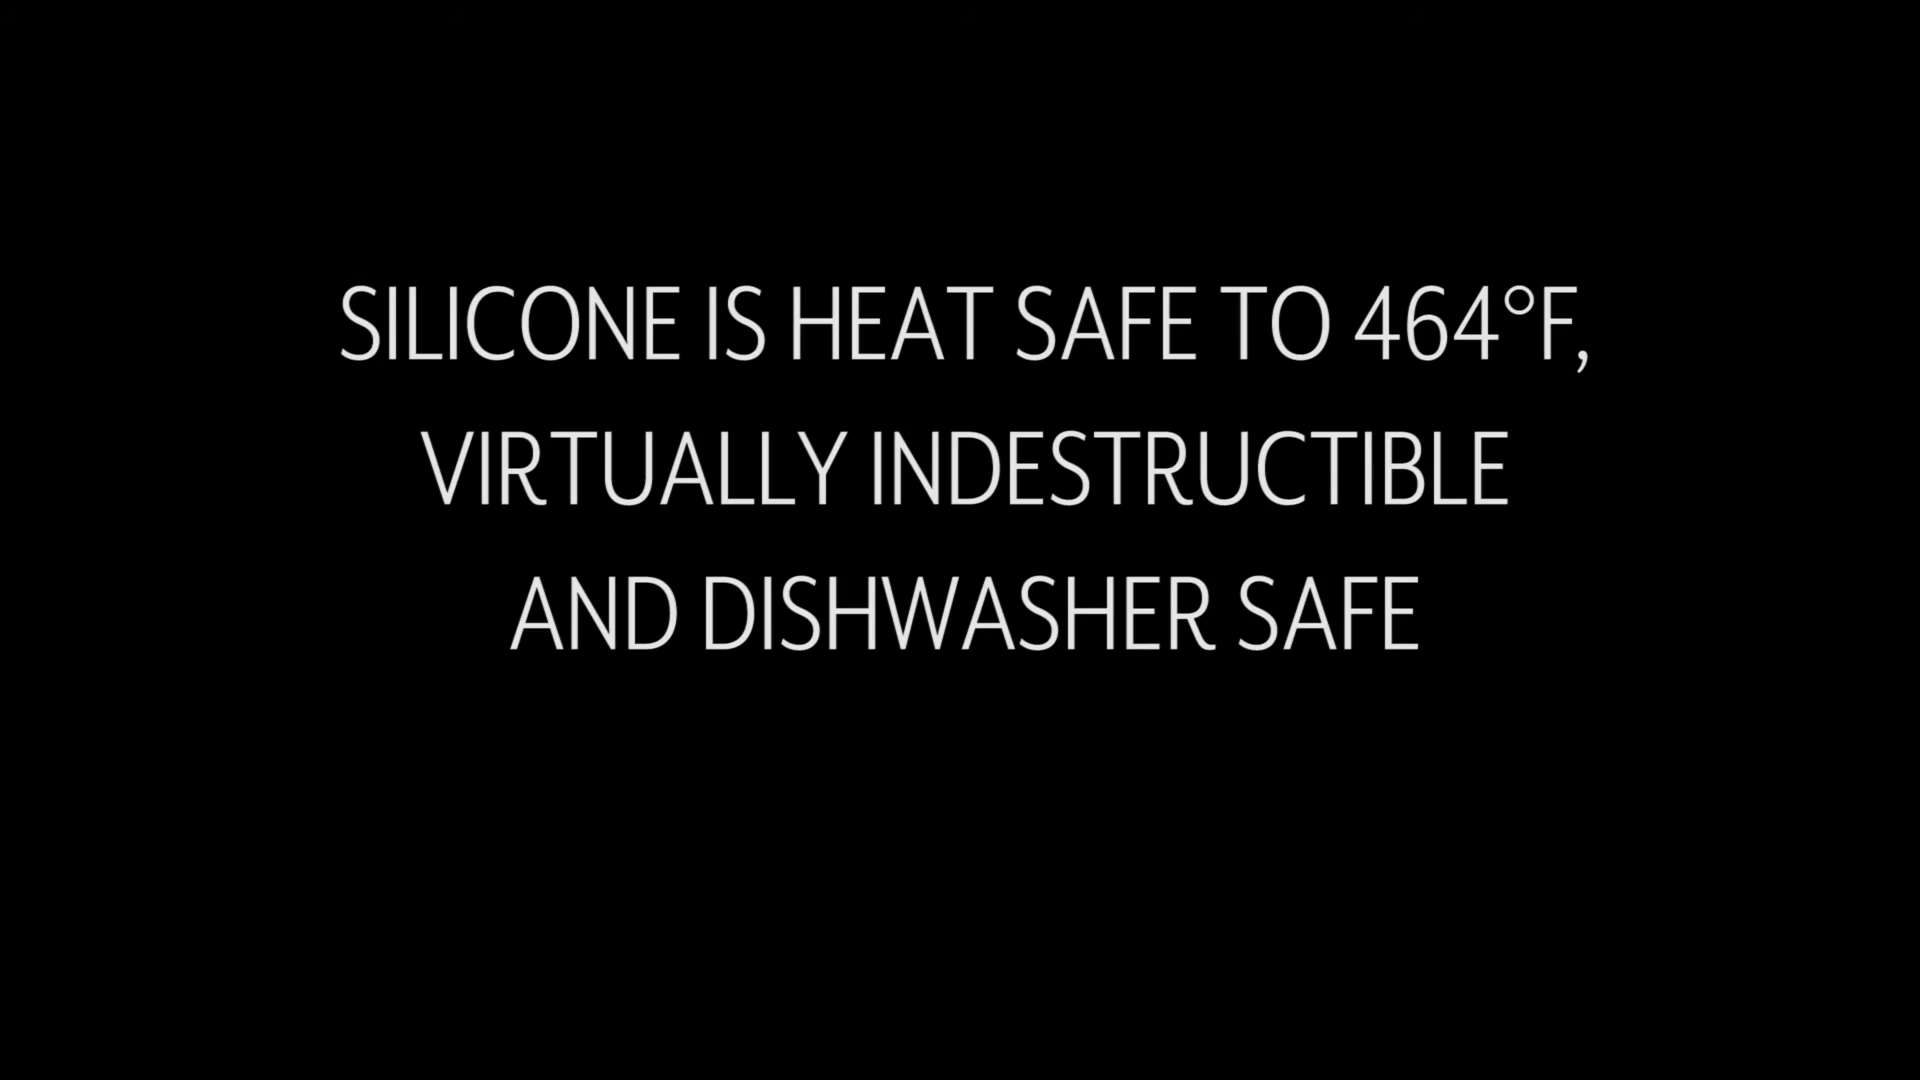 SILICONE IS HEAT SAFE TO 464°F,
VIRTUALLY INDESTRUCTIBLE
AND DISHWASHER SAFE